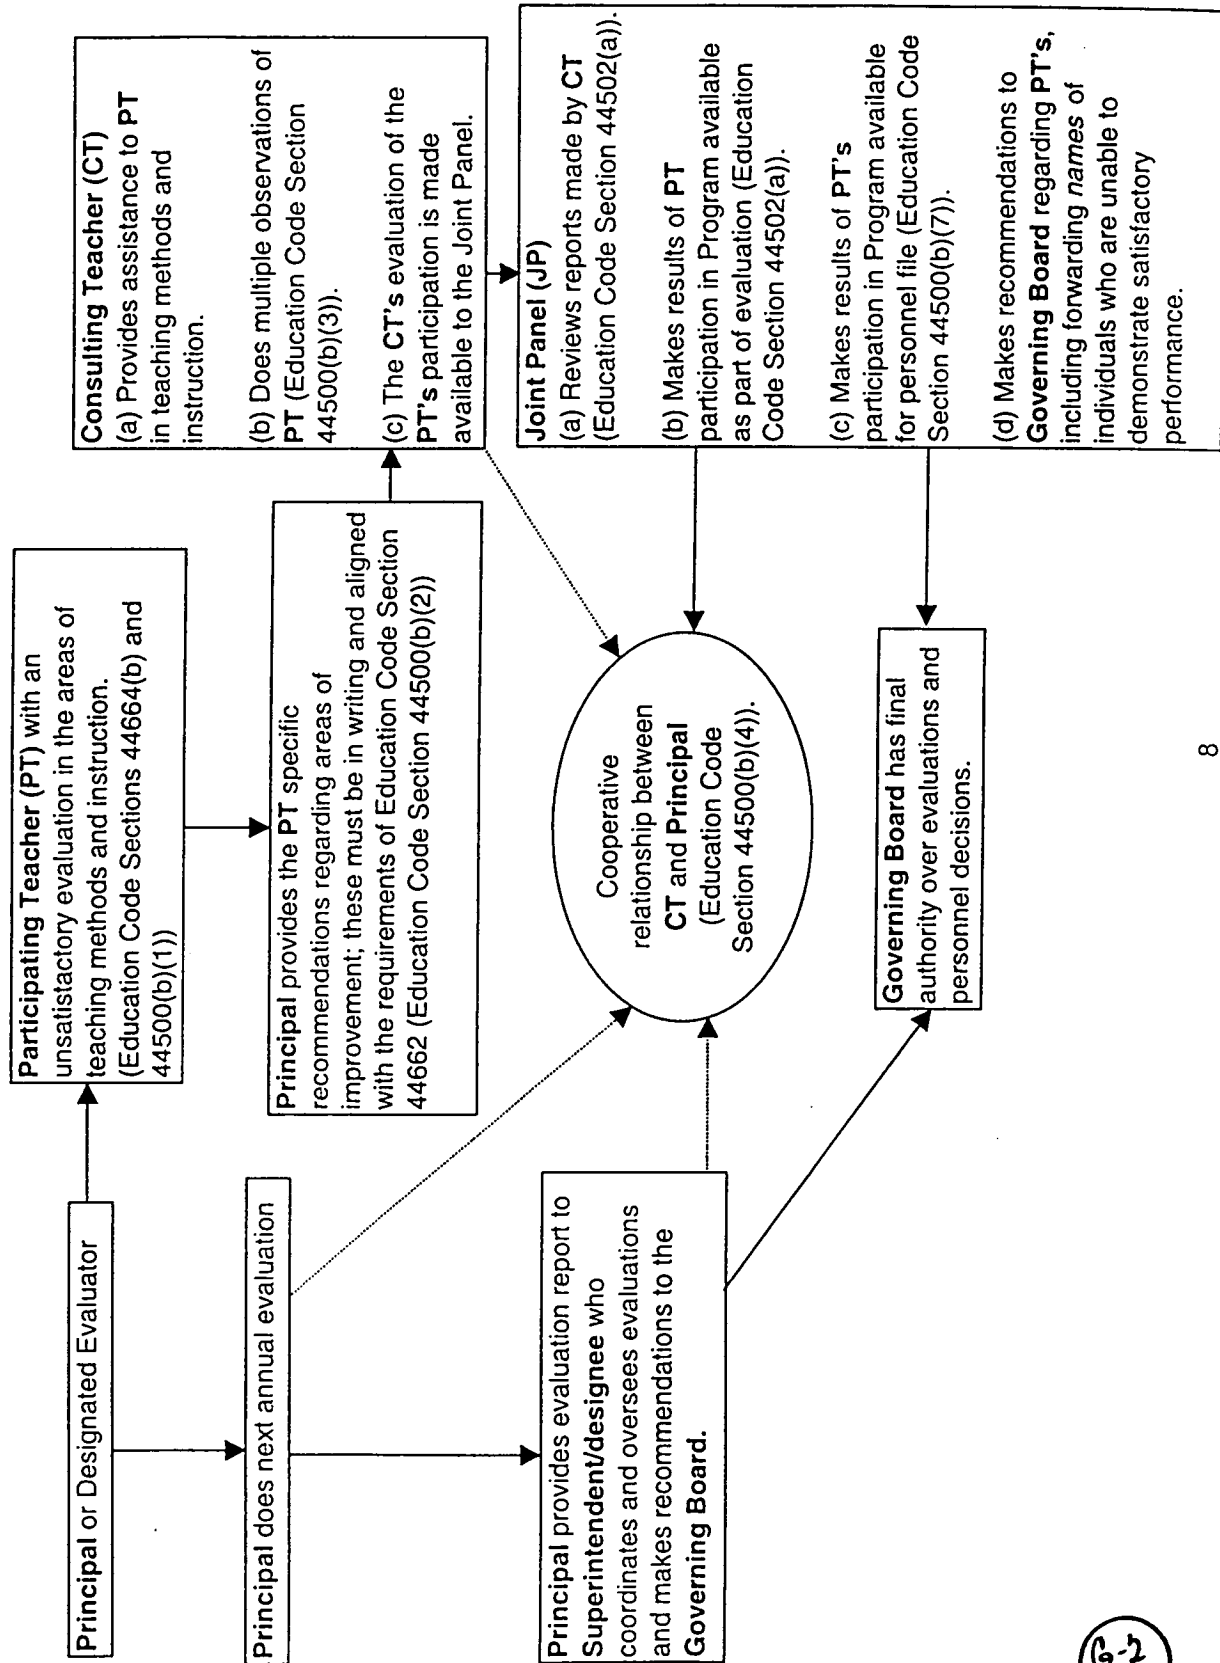 Principal or Designated Evaluator
Participating Teacher (PT) with an
unsatistactory evaluation in the areas of
teaching methods and instruction.
(Education Code Sections 44664(b) and
44500(b)(1))
Consulting Teacher (CT)
(a) Provides assistance to PT
in teaching methods and
instruction.
(b) Does multiple observations of
PT (Education Code Section
44500(b)(3)).
(c) The CT's evaluation of the
PT's participation is made
available to the Joint Panel.
Principal does next annual evaluation
Principal provides the PT specific
recommendations regarding areas of
improvement; these must be in writing and aligned
with the requirements of Education Code Section
44662 (Education Code Section 44500(b)(2))
Principal provides evaluation report to
Superintendent/designee who
coordinates and oversees evaluations
and makes recommendations to the
Governing Board.
Cooperative
relationship between
CT and Principal
(Education Code
Section 44500(b)(4)).
Joint Panel (JP)
(a) Reviews reports made by CT
(Education Code Section 44502(a)).
(b) Makes results of PT
participation in Program available
as part of evaluation (Education
Code Section 44502(a)).
(c) Makes results of PT's
participation in Program available
for personnel file (Education Code
Section 44500(b)(7)).
(d) Makes recommendations to
Governing Board regarding PT's,
including forwarding names of
individuals who are unable to
demonstrate satisfactory
performance.
Governing Board has final
authority over evaluations and
personnel decisions.
8